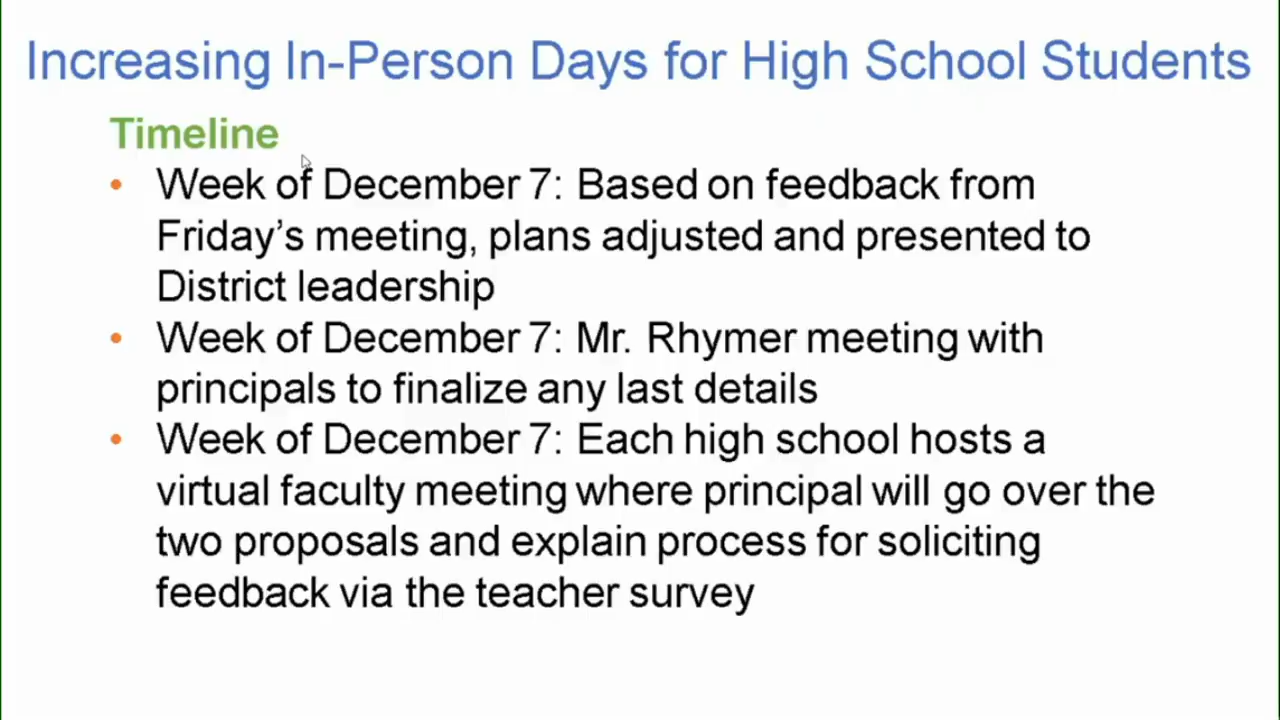 Increasing In-Person Days for High School Students
Timeline
• Week of December 7: Based on feedback from
Friday’s meeting, plans adjusted and presented to
District leadership
• Week of December 7: Mr. Rhymer meeting with
principals to finalize any last details
• Week of December 7: Each high school hosts a
virtual faculty meeting where principal will go over the
two proposals and explain process for soliciting
feedback via the teacher survey